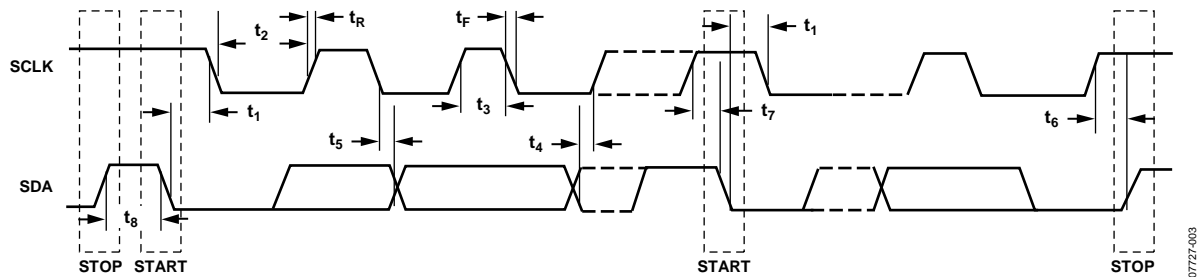 t2 tR tF t1
SCLK
t1 t3 t7 t6
t5 t4
SDA
t8
STOP START START STOP
07727-003